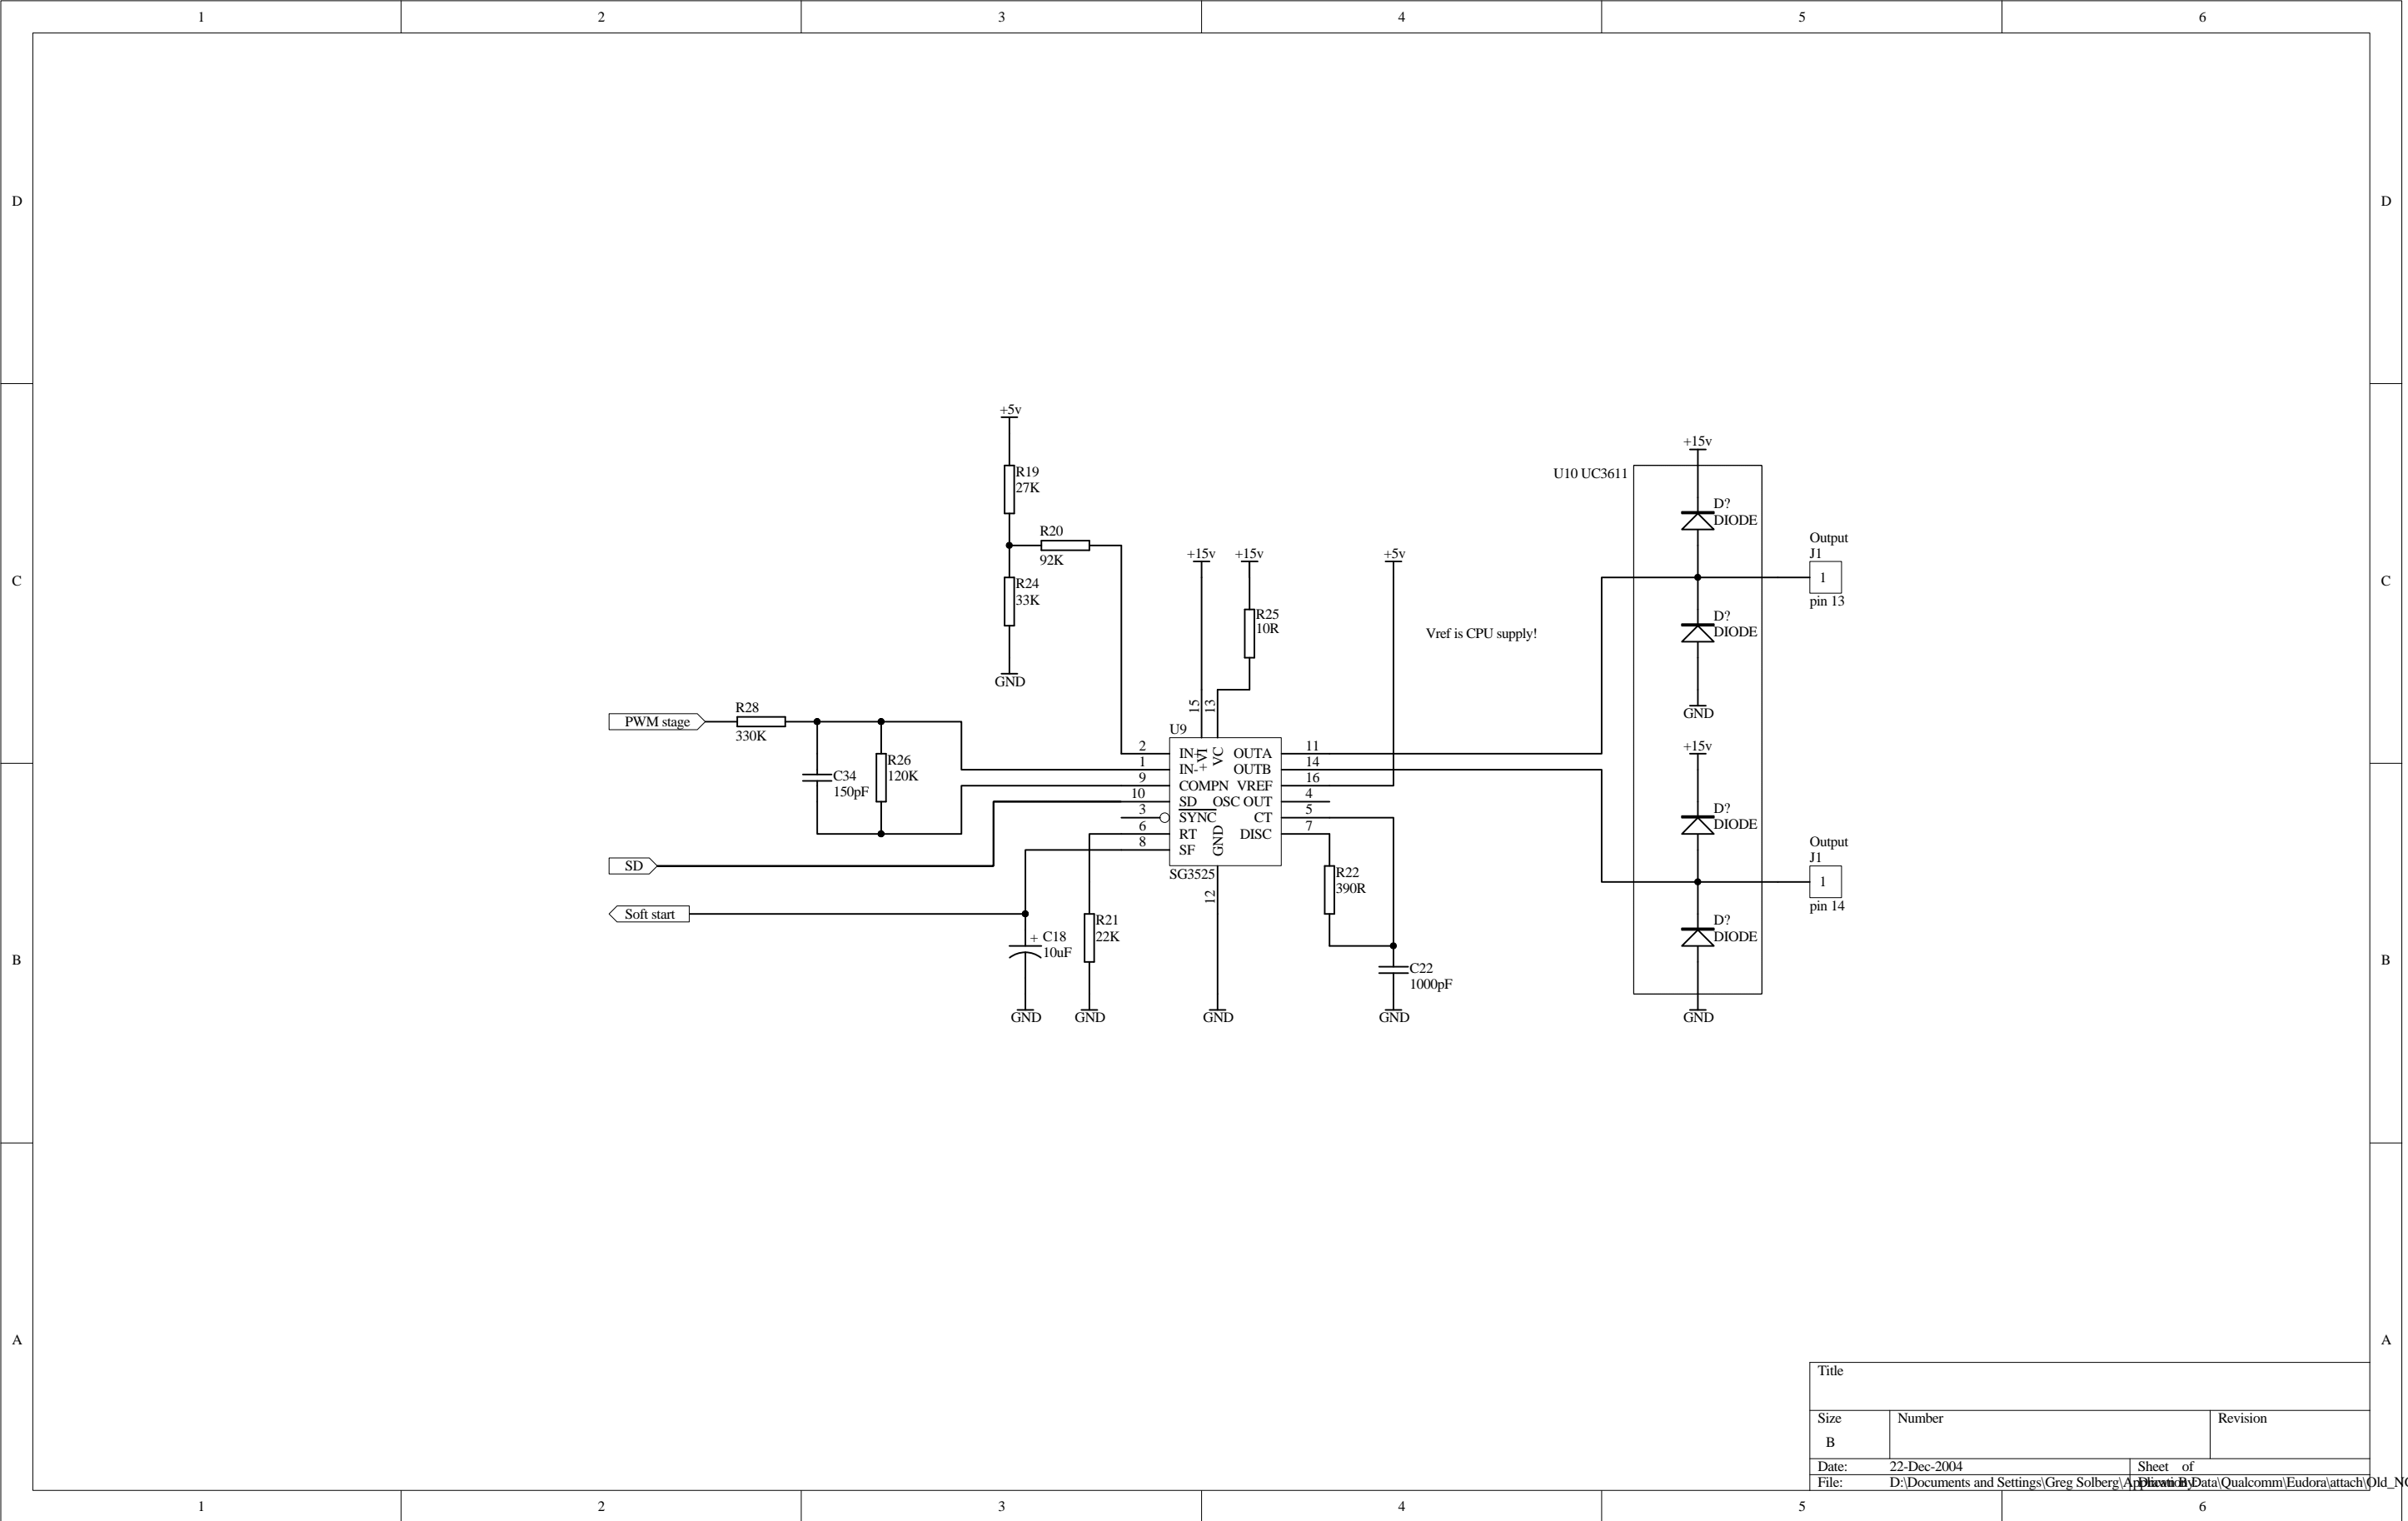 1 2 3 4 5 6
D D
+5v
+15v
R19
27K
U10 UC3611
D?
DIODE
R20
92K
Output
J1
1
pin 13
+15v +15v +5v
R24
33K
R25
10R
D?
DIODE
Vref is CPU supply!
C C
GND
GND
PWM stage
R28
330K
15
13
U9
+15v
2
1
9
10
3
6
8
IN+
IN-
COMPN
SD
SYNC
RT
SF
+VI
VC
GND
OUTA
OUTB
VREF
OSC OUT
CT
DISC
11
14
16
4
5
7
SG3525
12
R26
120K
C34
150pF
D?
DIODE
SD
Output
J1
1
pin 14
R22
390R
Soft start
+ C18
10uF
R21
22K
D?
DIODE
B B
C22
1000pF
GND GND GND GND GND
A A
Title
Size
B
Number
Revision
Date: 22-Dec-2004
Sheet of
File: D:\Documents and Settings\Greg Solberg\Application Data\Qualcomm\Eudora\attach\Old_N
Drawn By:
1 2 3 4 5 6